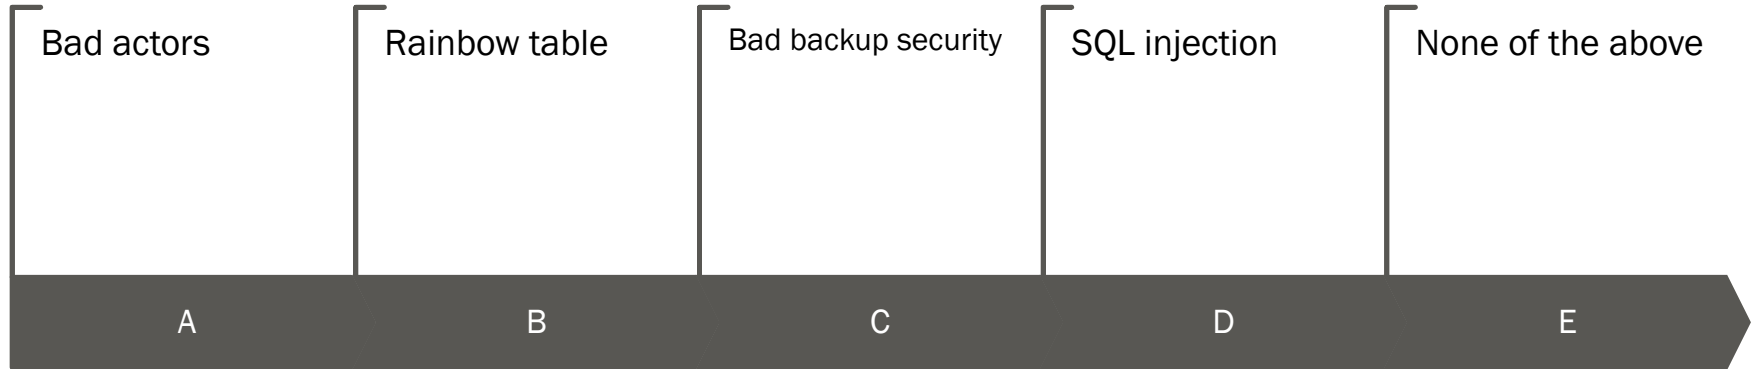 Bad actors
Rainbow table
Bad backup security
SQL injection
None of the above
A
B
C
D
E